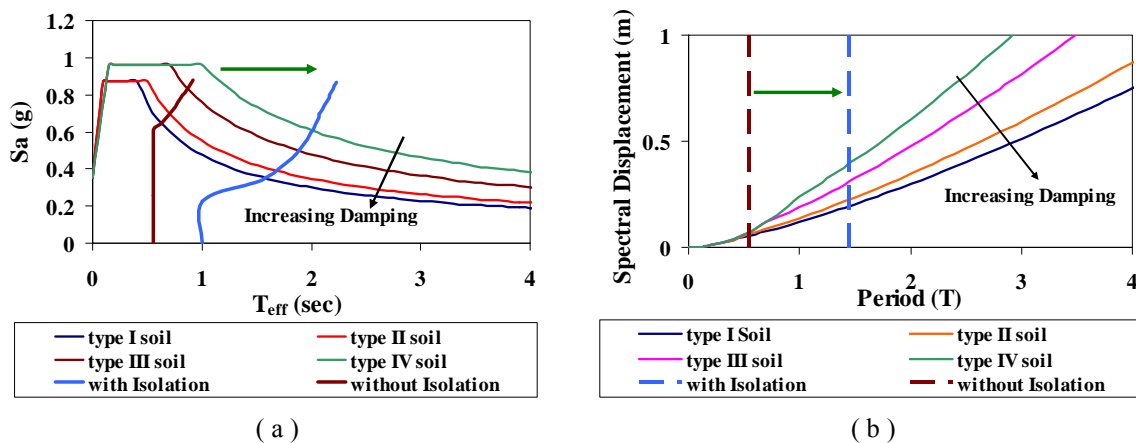 Sa (g)
1.2
1
0.8
0.6
0.4
0.2
0
0 1 2 3 4
Increasing Damping
Teff (sec)
type I soil type II soil
type III soil type IV soil
with Isolation without Isolation
( a )
Spectral Displacement (m)
1
0.5
0
0 1 2 3 4
Increasing Damping
Period (T)
type I Soil type II soil
type III soil type IV soil
with Isolation without Isolation
( b )